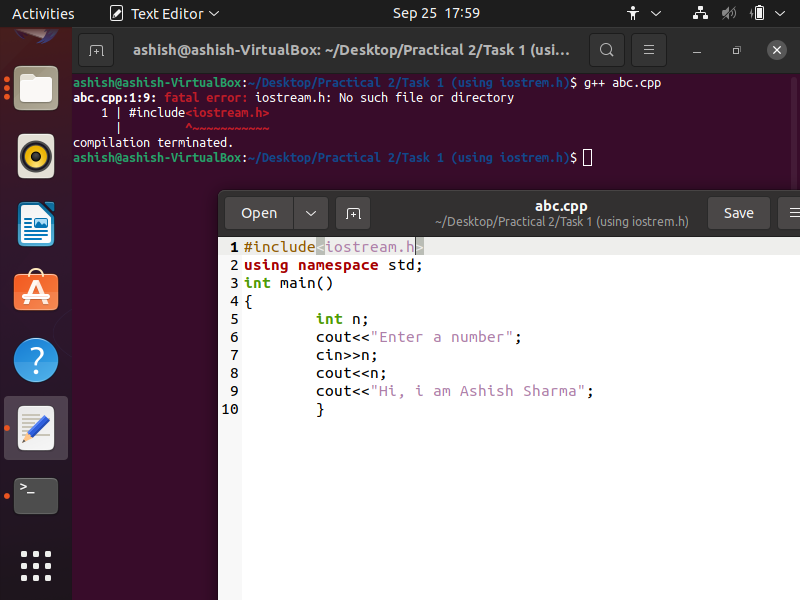 Activities Text Editor Sep 25 17:59
ashish@ashish-VirtualBox: ~/Desktop/Practical 2/Task 1 (usi...
ashish@ashish-VirtualBox:~/Desktop/Practical 2/Task 1 (using iostrem.h)$ g++ abc.cpp
abc.cpp:1:9: fatal error: iostream.h: No such file or directory
1 | #include<iostream.h>
| ^~~~~~~~~~~~
compilation terminated.
ashish@ashish-VirtualBox:~/Desktop/Practical 2/Task 1 (using iostrem.h)$
Open abc.cpp Save
~/Desktop/Practical 2/Task 1 (using iostrem.h)
1 #include<iostream.h>
2 using namespace std;
3 int main()
4 {
5 int n;
6 cout<<"Enter a number";
7 cin>>n;
8 cout<<n;
9 cout<<"Hi, i am Ashish Sharma";
10 }